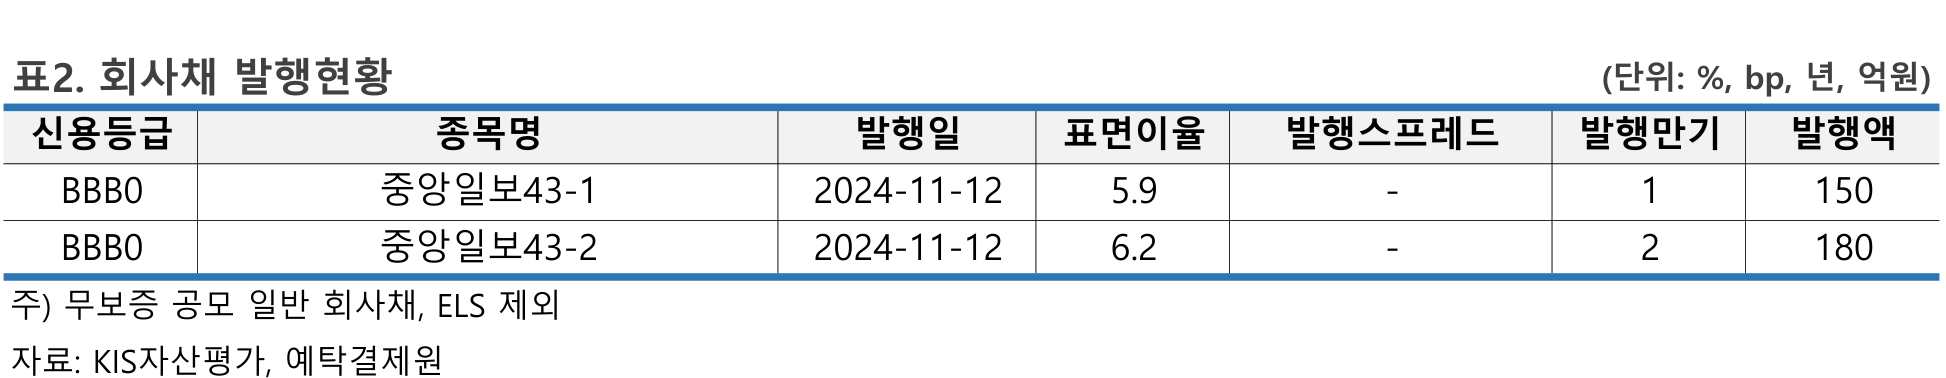 표2. 회사채 발행현황 (단위: %, bp, 년, 억원)
신용등급 종목명 발행일 표면이율 발행스프레드 발행만기 발행액
BBB0 중앙일보43-1 2024-11-12 5.9 - 1 150
BBB0 중앙일보43-2 2024-11-12 6.2 - 2 180
주) 무보증 공모 일반 회사채, ELS 제외
자료: KIS자산평가, 예탁결제원